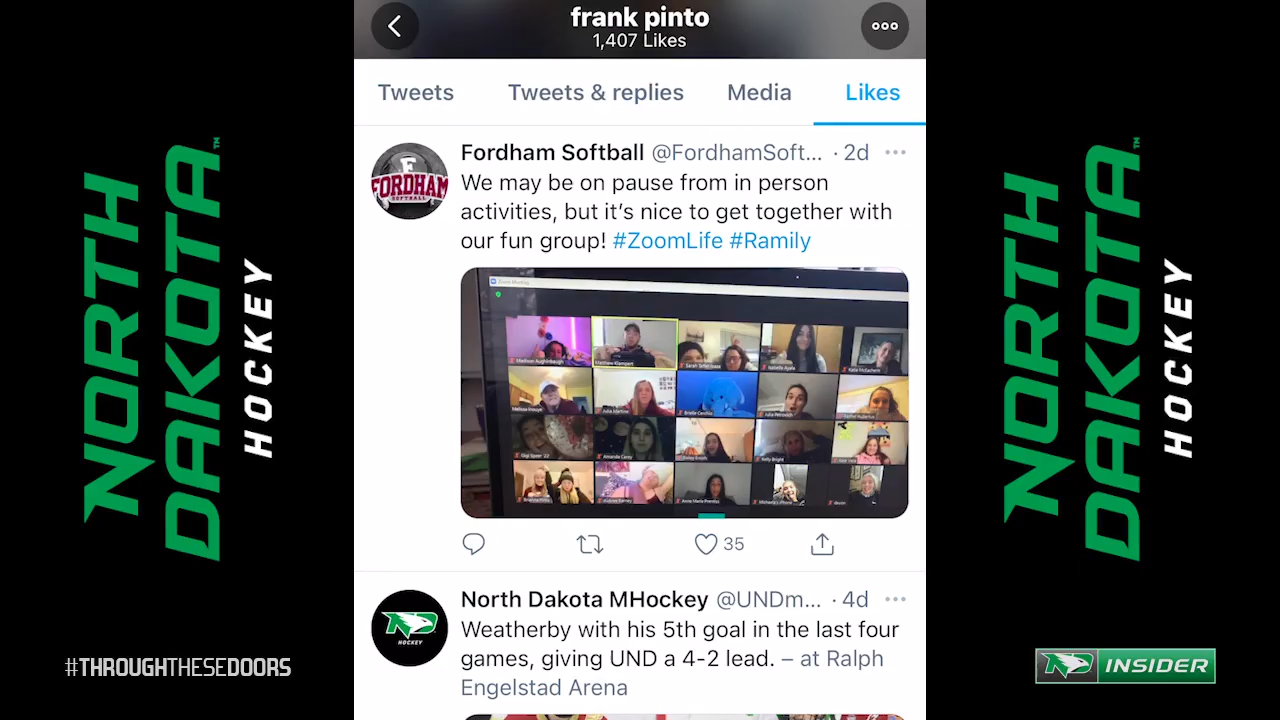 frank pinto
1,407 Likes
Tweets
Tweets & replies
Media
Likes
Fordham Softball @FordhamSoft... · 2d
We may be on pause from in person
activities, but it's nice to get together with
our fun group! #ZoomLife #Ramily
F
FORDHAM
SOFTBALL
35
North Dakota MHockey @UNDm... · 4d
Weatherby with his 5th goal in the last four
games, giving UND a 4-2 lead. – at Ralph
Engelstad Arena
HOCKEY
NORTH
DAKOTA™
HOCKEY
NORTH
DAKOTA™
HOCKEY
#THROUGHTHESEDOORS
INSIDER